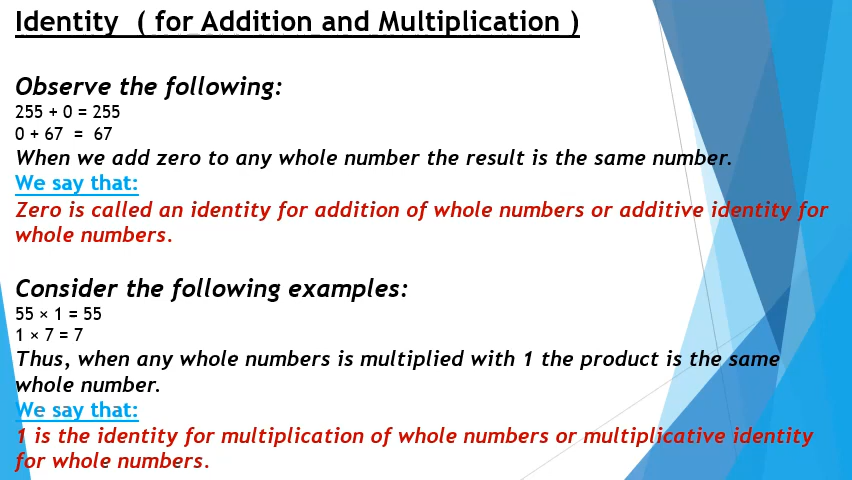 Identity ( for Addition and Multiplication )
Observe the following:
255 + 0 = 255
0 + 67 = 67
When we add zero to any whole number the result is the same number.
We say that:
Zero is called an identity for addition of whole numbers or additive identity for
whole numbers.
Consider the following examples:
55 × 1 = 55
1 × 7 = 7
Thus, when any whole numbers is multiplied with 1 the product is the same
whole number.
We say that:
1 is the identity for multiplication of whole numbers or multiplicative identity
for whole numbers.